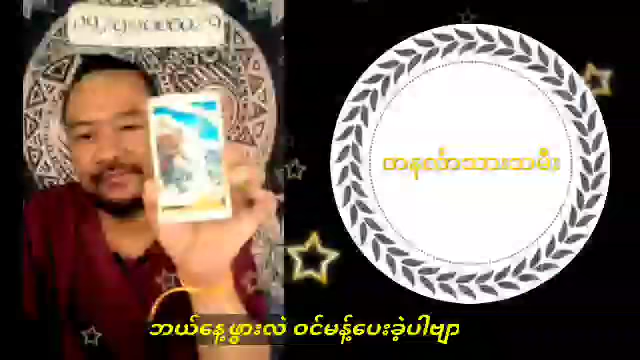 တနင်္လာသားသမီး
ဘယ်နေ့ဖွားလဲ ဝင်မန့်ပေးခဲ့ပါဗျာ